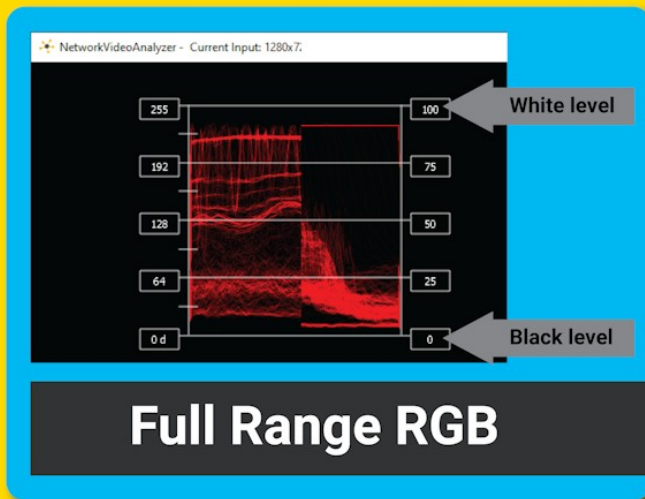 NetworkVideoAnalyzer - Current Input: 1280x7
255
100
White level
192
75
128
50
64
25
0 d
0
Black level
Full Range RGB